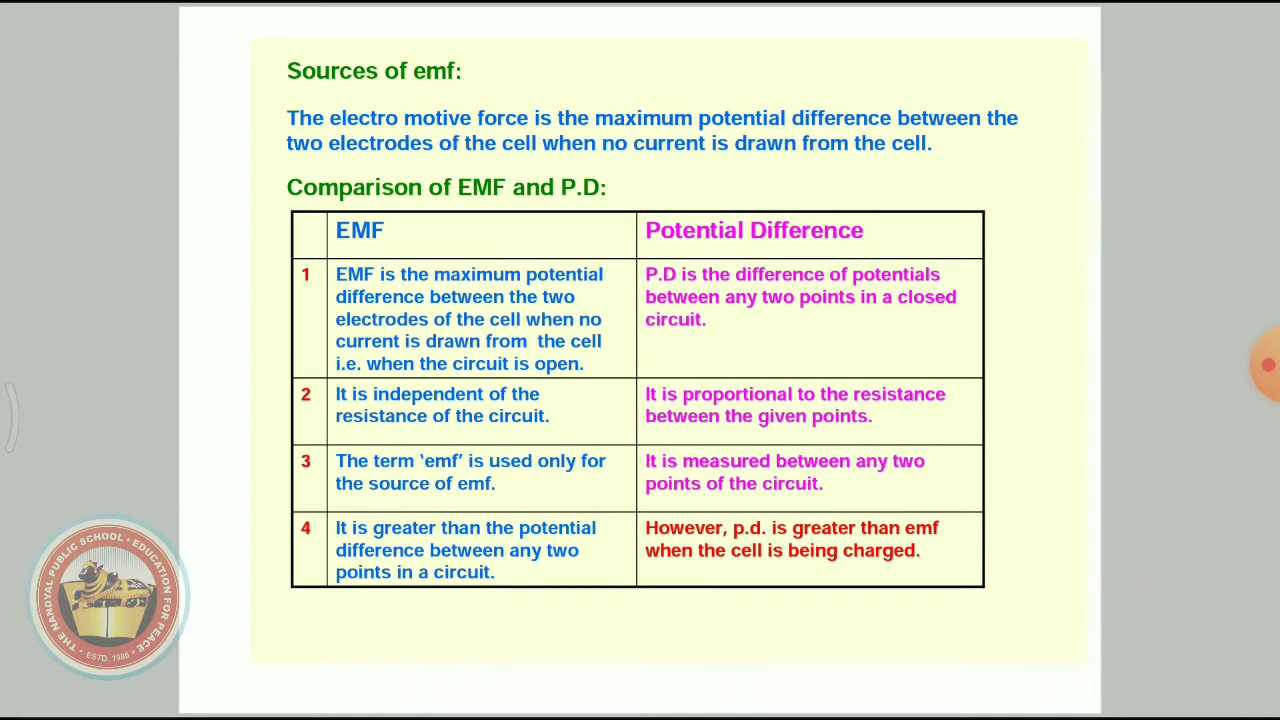 Sources of emf:
The electro motive force is the maximum potential difference between the
two electrodes of the cell when no current is drawn from the cell.
Comparison of EMF and P.D:
EMF
Potential Difference
1
EMF is the maximum potential
difference between the two
electrodes of the cell when no
current is drawn from  the cell
i.e. when the circuit is open.
P.D is the difference of potentials
between any two points in a closed
circuit.
2
It is independent of the
resistance of the circuit.
It is proportional to the resistance
between the given points.
3
The term ‛emf’ is used only for
the source of emf.
It is measured between any two
points of the circuit.
4
It is greater than the potential
difference between any two
points in a circuit.
However, p.d. is greater than emf
when the cell is being charged.
THE NANDYAL PUBLIC SCHOOL • EDUCATION FOR PEACE •
ESTD. 1986